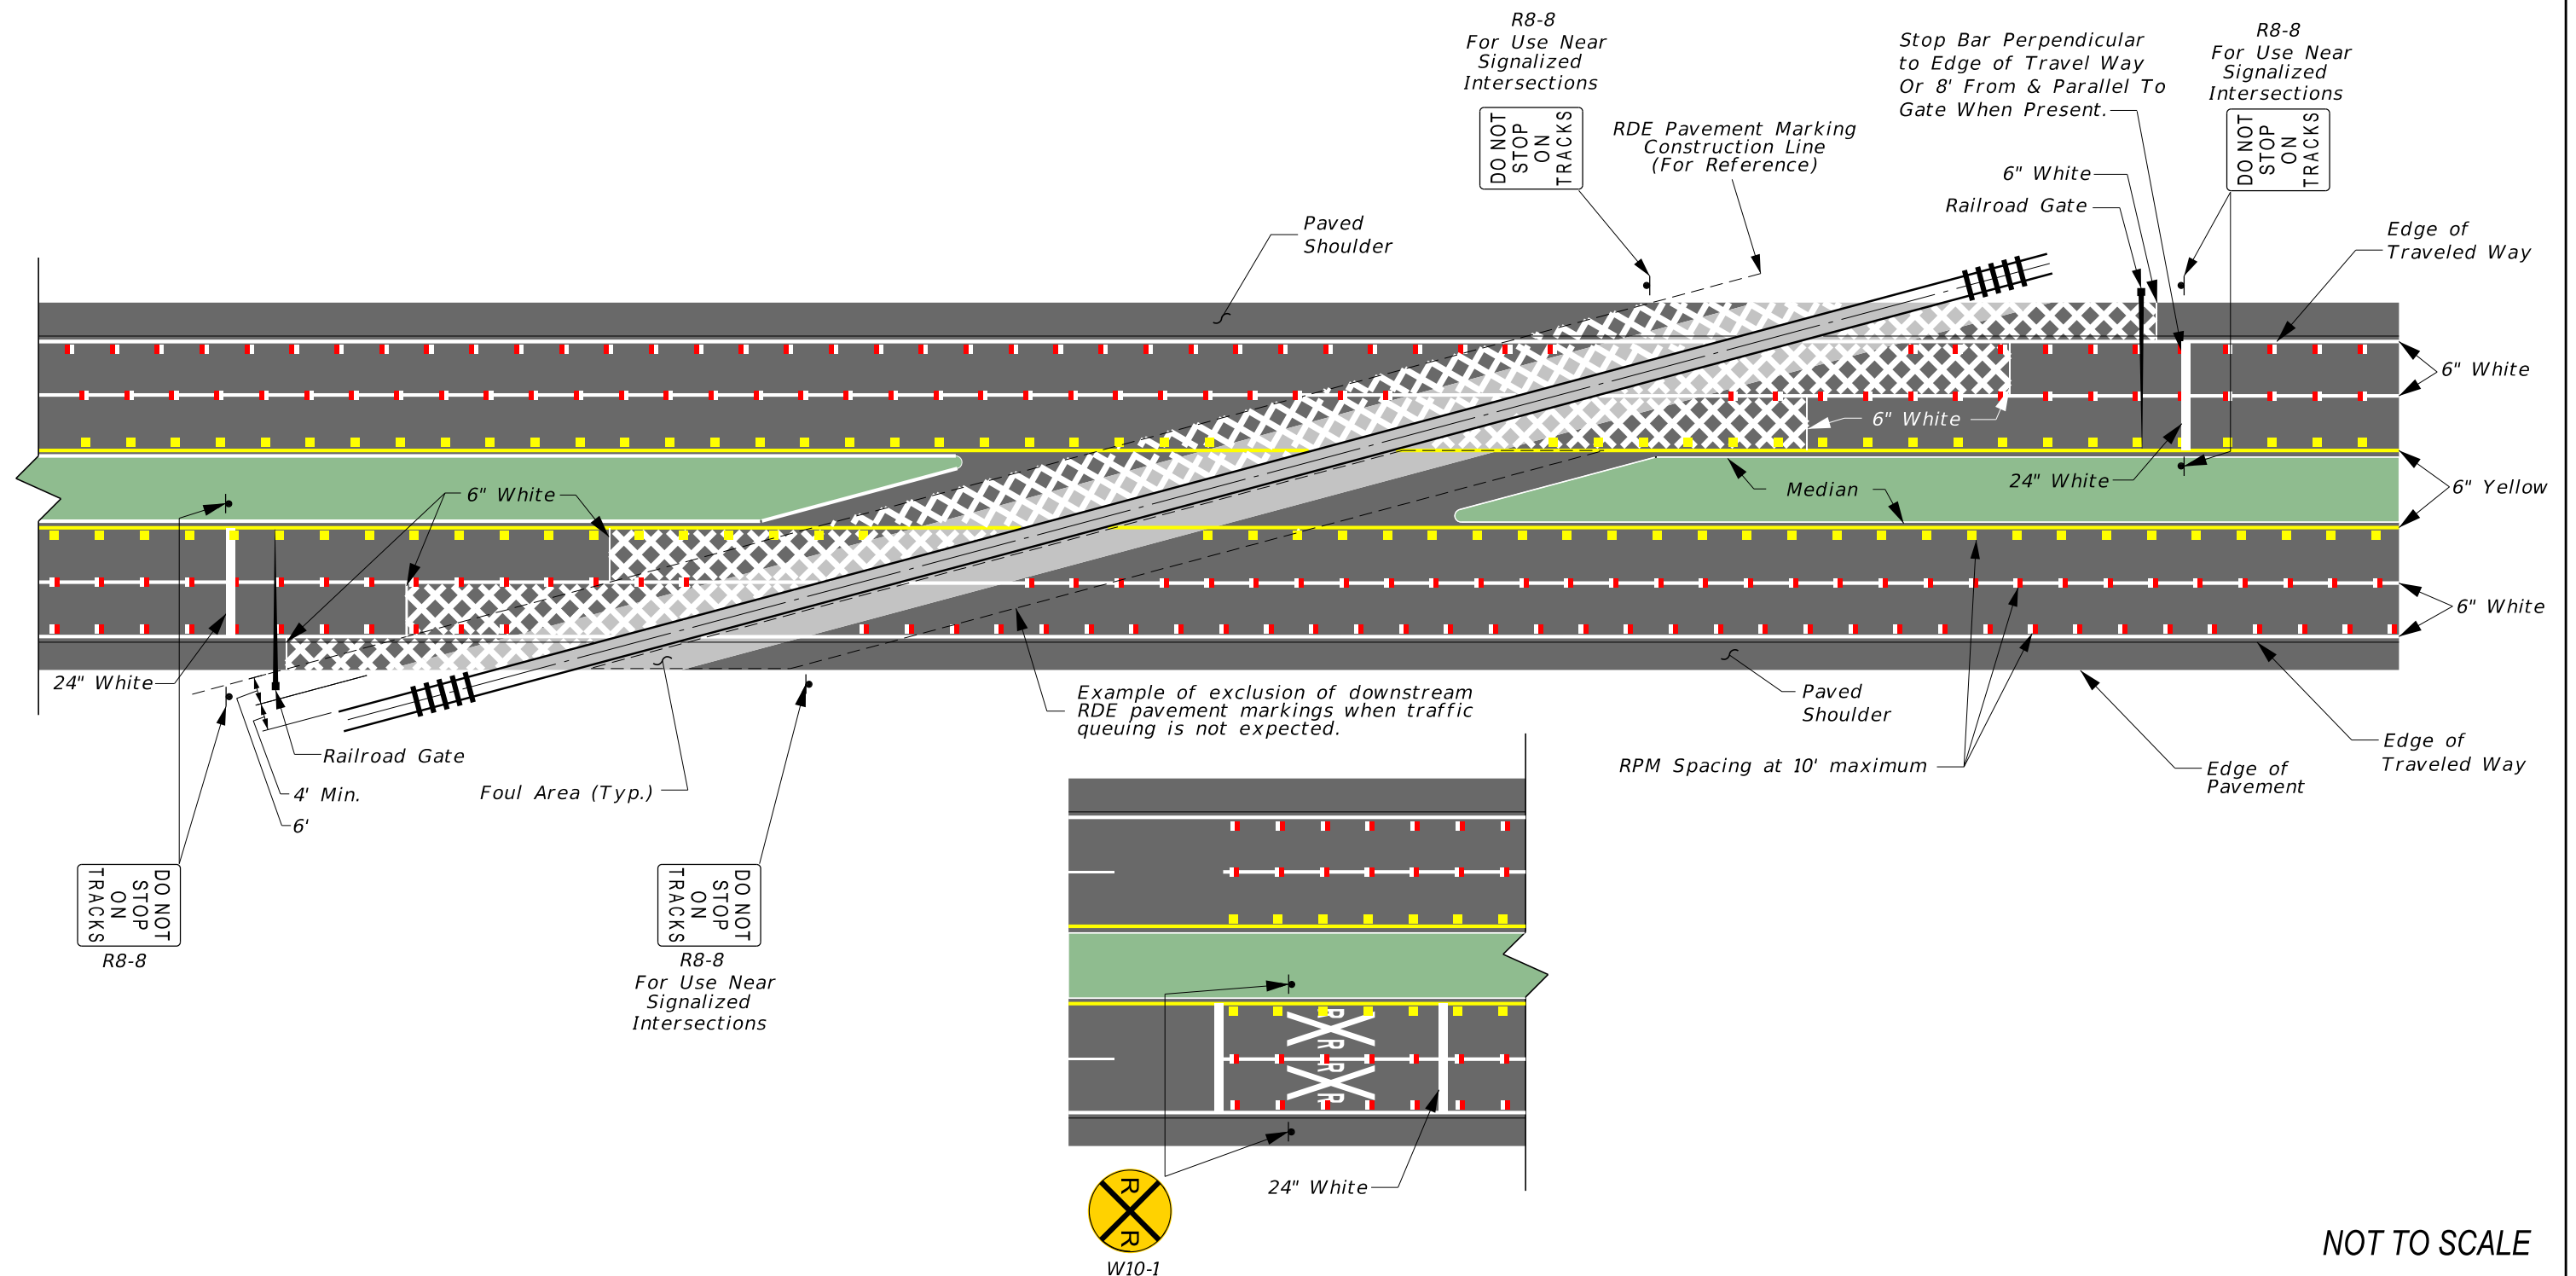 R8-8
For Use Near
Signalized
Intersections
DO NOT
STOP
ON
TRACKS
RDE Pavement Marking
Construction Line
(For Reference)
Stop Bar Perpendicular
to Edge of Travel Way
Or 8' From & Parallel To
Gate When Present.
R8-8
For Use Near
Signalized
Intersections
DO NOT
STOP
ON
TRACKS
6" White
Railroad Gate
Paved
Shoulder
Edge of
Traveled Way
6" White
6" White
24" White
Median
6" Yellow
6" White
6" White
24" White
Railroad Gate
4' Min.
6'
Foul Area (Typ.)
Example of exclusion of downstream
RDE pavement markings when traffic
queuing is not expected.
Paved
Shoulder
RPM Spacing at 10' maximum
Edge of
Pavement
Edge of
Traveled Way
DO NOT
STOP
ON
TRACKS
R8-8
DO NOT
STOP
ON
TRACKS
R8-8
For Use Near
Signalized
Intersections
R R
R R
24" White
R R
W10-1
NOT TO SCALE